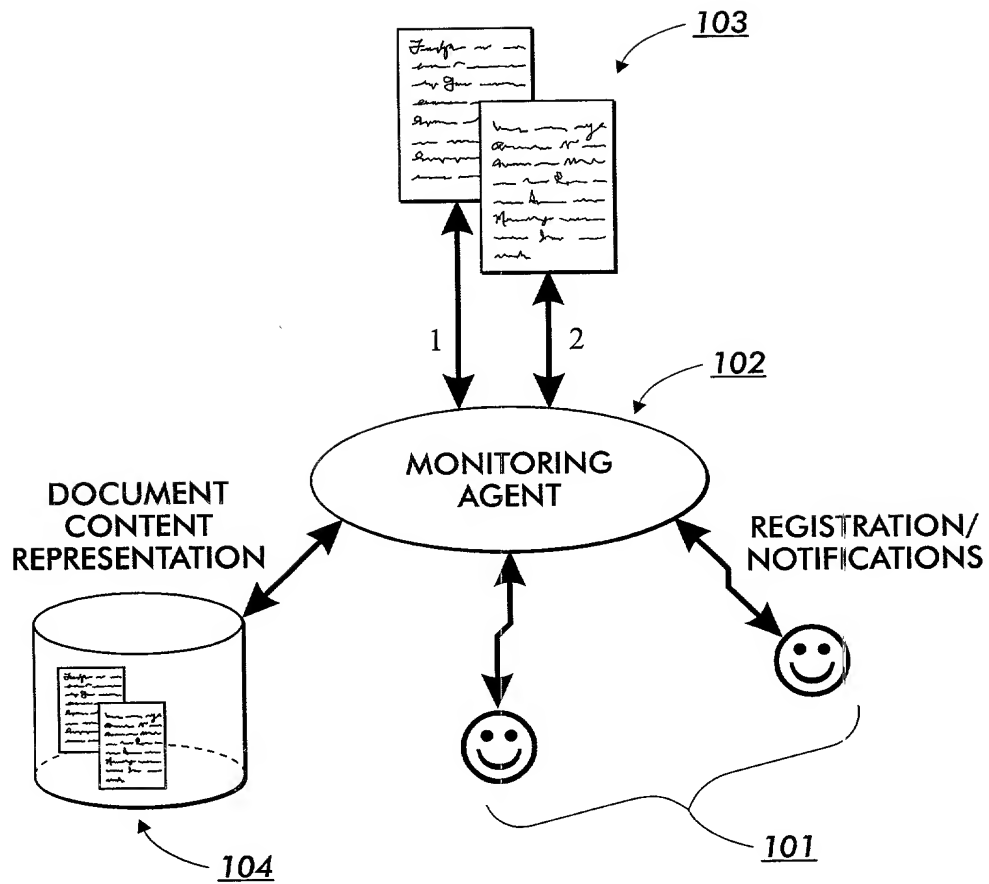 103
1
2
102
MONITORING
AGENT
DOCUMENT
CONTENT
REPRESENTATION
REGISTRATION/
NOTIFICATIONS
101
104